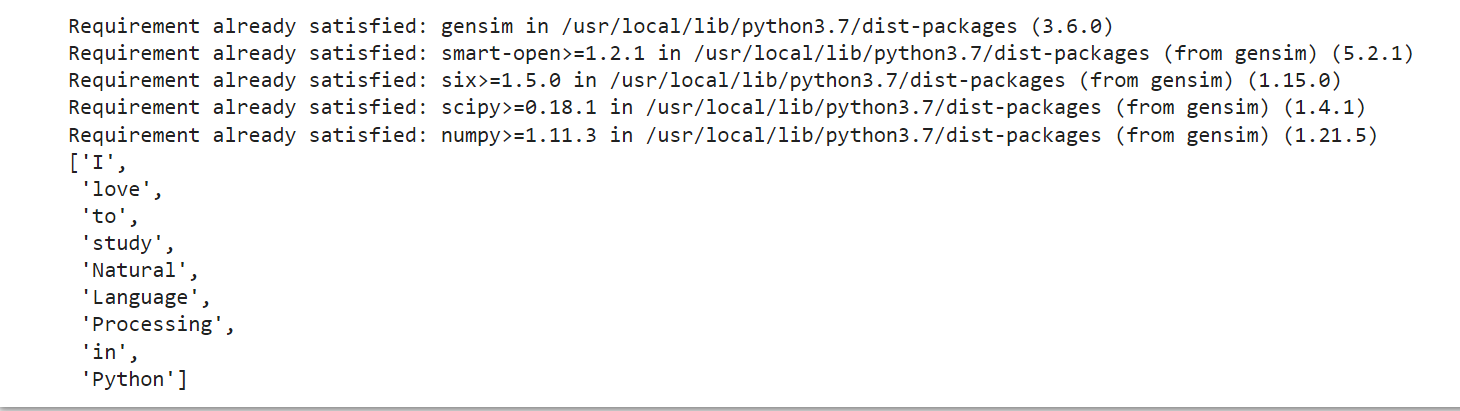 Requirement already satisfied: gensim in /usr/local/lib/python3.7/dist-packages (3.6.0)
Requirement already satisfied: smart-open>=1.2.1 in /usr/local/lib/python3.7/dist-packages (from gensim) (5.2.1)
Requirement already satisfied: six>=1.5.0 in /usr/local/lib/python3.7/dist-packages (from gensim) (1.15.0)
Requirement already satisfied: scipy>=0.18.1 in /usr/local/lib/python3.7/dist-packages (from gensim) (1.4.1)
Requirement already satisfied: numpy>=1.11.3 in /usr/local/lib/python3.7/dist-packages (from gensim) (1.21.5)
['I',
 'love',
 'to',
 'study',
 'Natural',
 'Language',
 'Processing',
 'in',
 'Python']